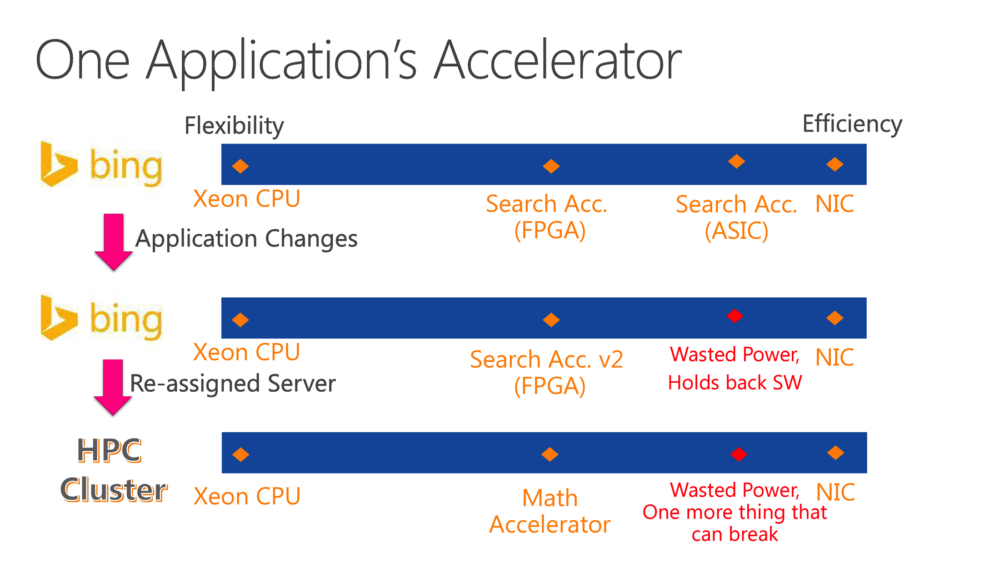 One Application’s Accelerator
Flexibility
Efficiency
bing
Xeon CPU
Search Acc.
(FPGA)
Search Acc.
(ASIC)
NIC
Application Changes
bing
Xeon CPU
Search Acc. v2
(FPGA)
Wasted Power,
Holds back SW
NIC
Re-assigned Server
HPC
Cluster
Xeon CPU
Math
Accelerator
Wasted Power,
One more thing that
can break
NIC